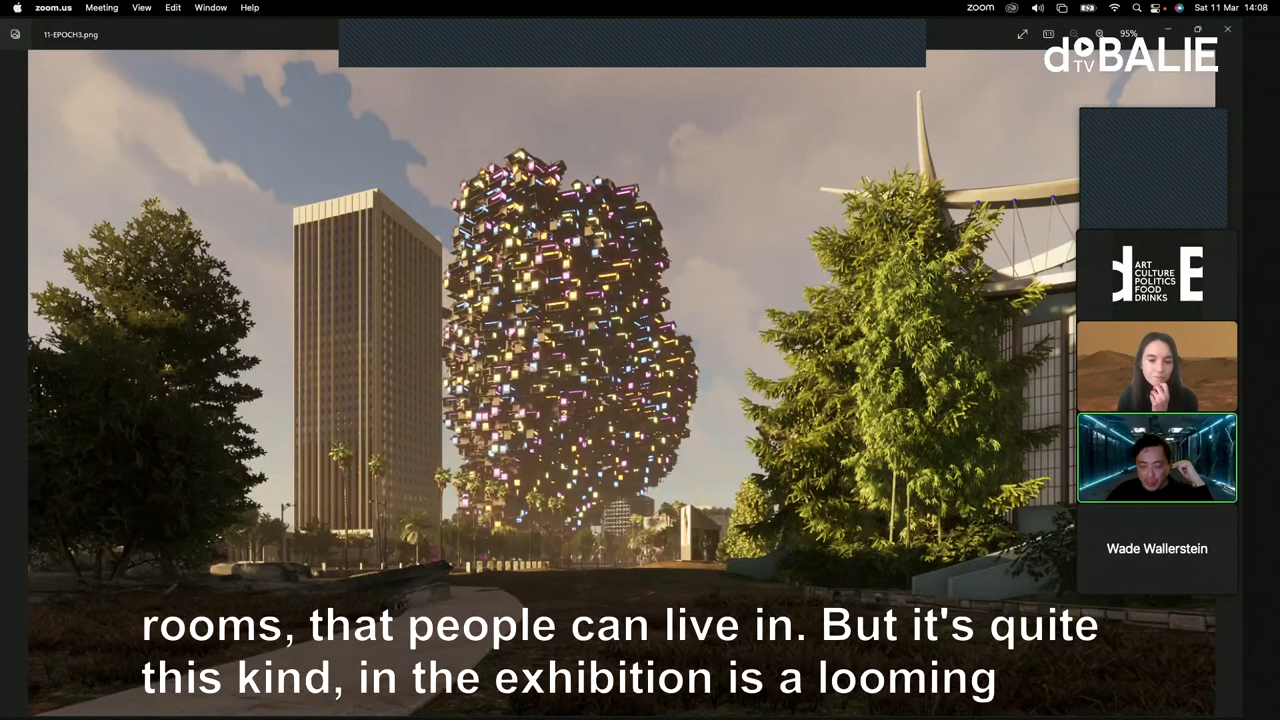 zoom.us Meeting View Edit Window Help
zoom Sat 11 Mar 14:08
11-EPOCH3.png
95%
de BALIE
TV
ART
CULTURE
POLITICS
FOOD
DRINKS
Wade Wallerstein
rooms, that people can live in. But it's quite
this kind, in the exhibition is a looming